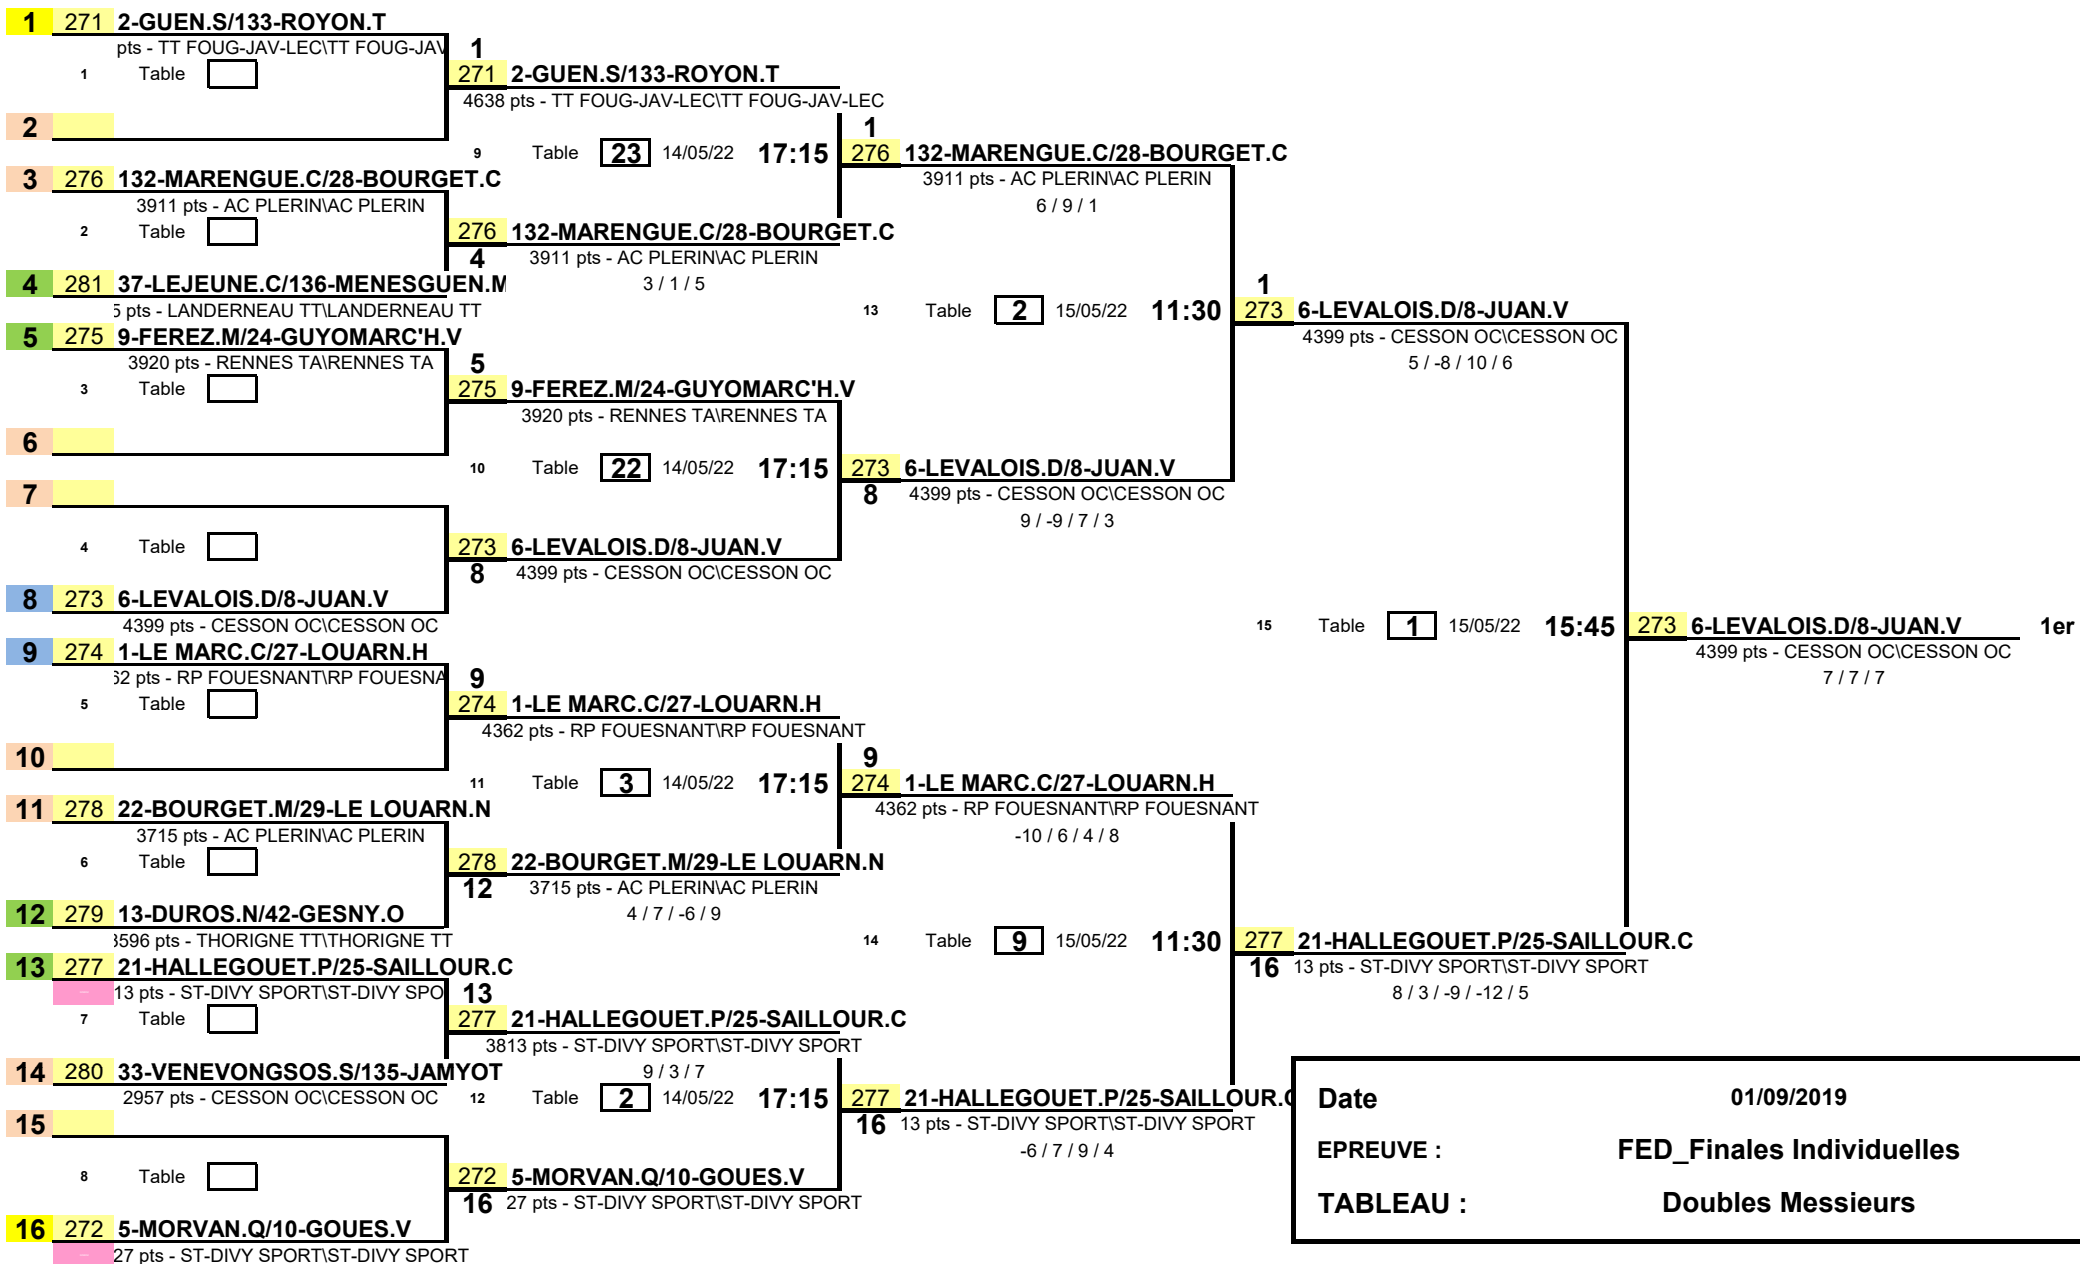 1 271 2-GUEN.S/133-ROYON.T
pts - TT FOUG-JAV-LEC\TT FOUG-JAV
1 Table
2
3 276 132-MARENGUE.C/28-BOURGET.C
3911 pts - AC PLERIN\AC PLERIN
2 Table
4 281 37-LEJEUNE.C/136-MENESGUEN.M
5 pts - LANDERNEAU TT\LANDERNEAU TT
5 275 9-FEREZ.M/24-GUYOMARC'H.V
3920 pts - RENNES TA\RENNES TA
3 Table
6
7
4 Table
8 273 6-LEVALOIS.D/8-JUAN.V
4399 pts - CESSON OC\CESSON OC
9 274 1-LE MARC.C/27-LOUARN.H
62 pts - RP FOUESNANT\RP FOUESNA
5 Table
10
11 278 22-BOURGET.M/29-LE LOUARN.N
3715 pts - AC PLERIN\AC PLERIN
6 Table
12 279 13-DUROS.N/42-GESNY.O
3596 pts - THORIGNE TT\THORIGNE TT
13 277 21-HALLEGOUET.P/25-SAILLOUR.C
13 pts - ST-DIVY SPORT\ST-DIVY SPO
7 Table
14 280 33-VENEVONGSOS.S/135-JAMYOT
2957 pts - CESSON OC\CESSON OC
15
8 Table
16 272 5-MORVAN.Q/10-GOUES.V
27 pts - ST-DIVY SPORT\ST-DIVY SPORT
1
271 2-GUEN.S/133-ROYON.T
4638 pts - TT FOUG-JAV-LEC\TT FOUG-JAV-LEC
9 Table 23 14/05/22 17:15
276 132-MARENGUE.C/28-BOURGET.C
4 3911 pts - AC PLERIN\AC PLERIN
3 / 1 / 5
5
275 9-FEREZ.M/24-GUYOMARC'H.V
3920 pts - RENNES TA\RENNES TA
10 Table 22 14/05/22 17:15
273 6-LEVALOIS.D/8-JUAN.V
8 4399 pts - CESSON OC\CESSON OC
9
274 1-LE MARC.C/27-LOUARN.H
4362 pts - RP FOUESNANT\RP FOUESNANT
11 Table 3 14/05/22 17:15
278 22-BOURGET.M/29-LE LOUARN.N
12 3715 pts - AC PLERIN\AC PLERIN
4 / 7 / -6 / 9
13
277 21-HALLEGOUET.P/25-SAILLOUR.C
3813 pts - ST-DIVY SPORT\ST-DIVY SPORT
9 / 3 / 7
12 Table 2 14/05/22 17:15
272 5-MORVAN.Q/10-GOUES.V
16 27 pts - ST-DIVY SPORT\ST-DIVY SPORT
1
276 132-MARENGUE.C/28-BOURGET.C
3911 pts - AC PLERIN\AC PLERIN
6 / 9 / 1
13 Table 2 15/05/22 11:30
273 6-LEVALOIS.D/8-JUAN.V
8 4399 pts - CESSON OC\CESSON OC
9 / -9 / 7 / 3
9
274 1-LE MARC.C/27-LOUARN.H
4362 pts - RP FOUESNANT\RP FOUESNANT
-10 / 6 / 4 / 8
14 Table 9 15/05/22 11:30
277 21-HALLEGOUET.P/25-SAILLOUR.C
16 13 pts - ST-DIVY SPORT\ST-DIVY SPORT
-6 / 7 / 9 / 4
1
273 6-LEVALOIS.D/8-JUAN.V
4399 pts - CESSON OC\CESSON OC
5 / -8 / 10 / 6
15 Table 1 15/05/22 15:45
277 21-HALLEGOUET.P/25-SAILLOUR.C
16 13 pts - ST-DIVY SPORT\ST-DIVY SPORT
8 / 3 / -9 / -12 / 5
273 6-LEVALOIS.D/8-JUAN.V 1er
4399 pts - CESSON OC\CESSON OC
7 / 7 / 7
Date 01/09/2019
EPREUVE : FED_Finales Individuelles
TABLEAU : Doubles Messieurs